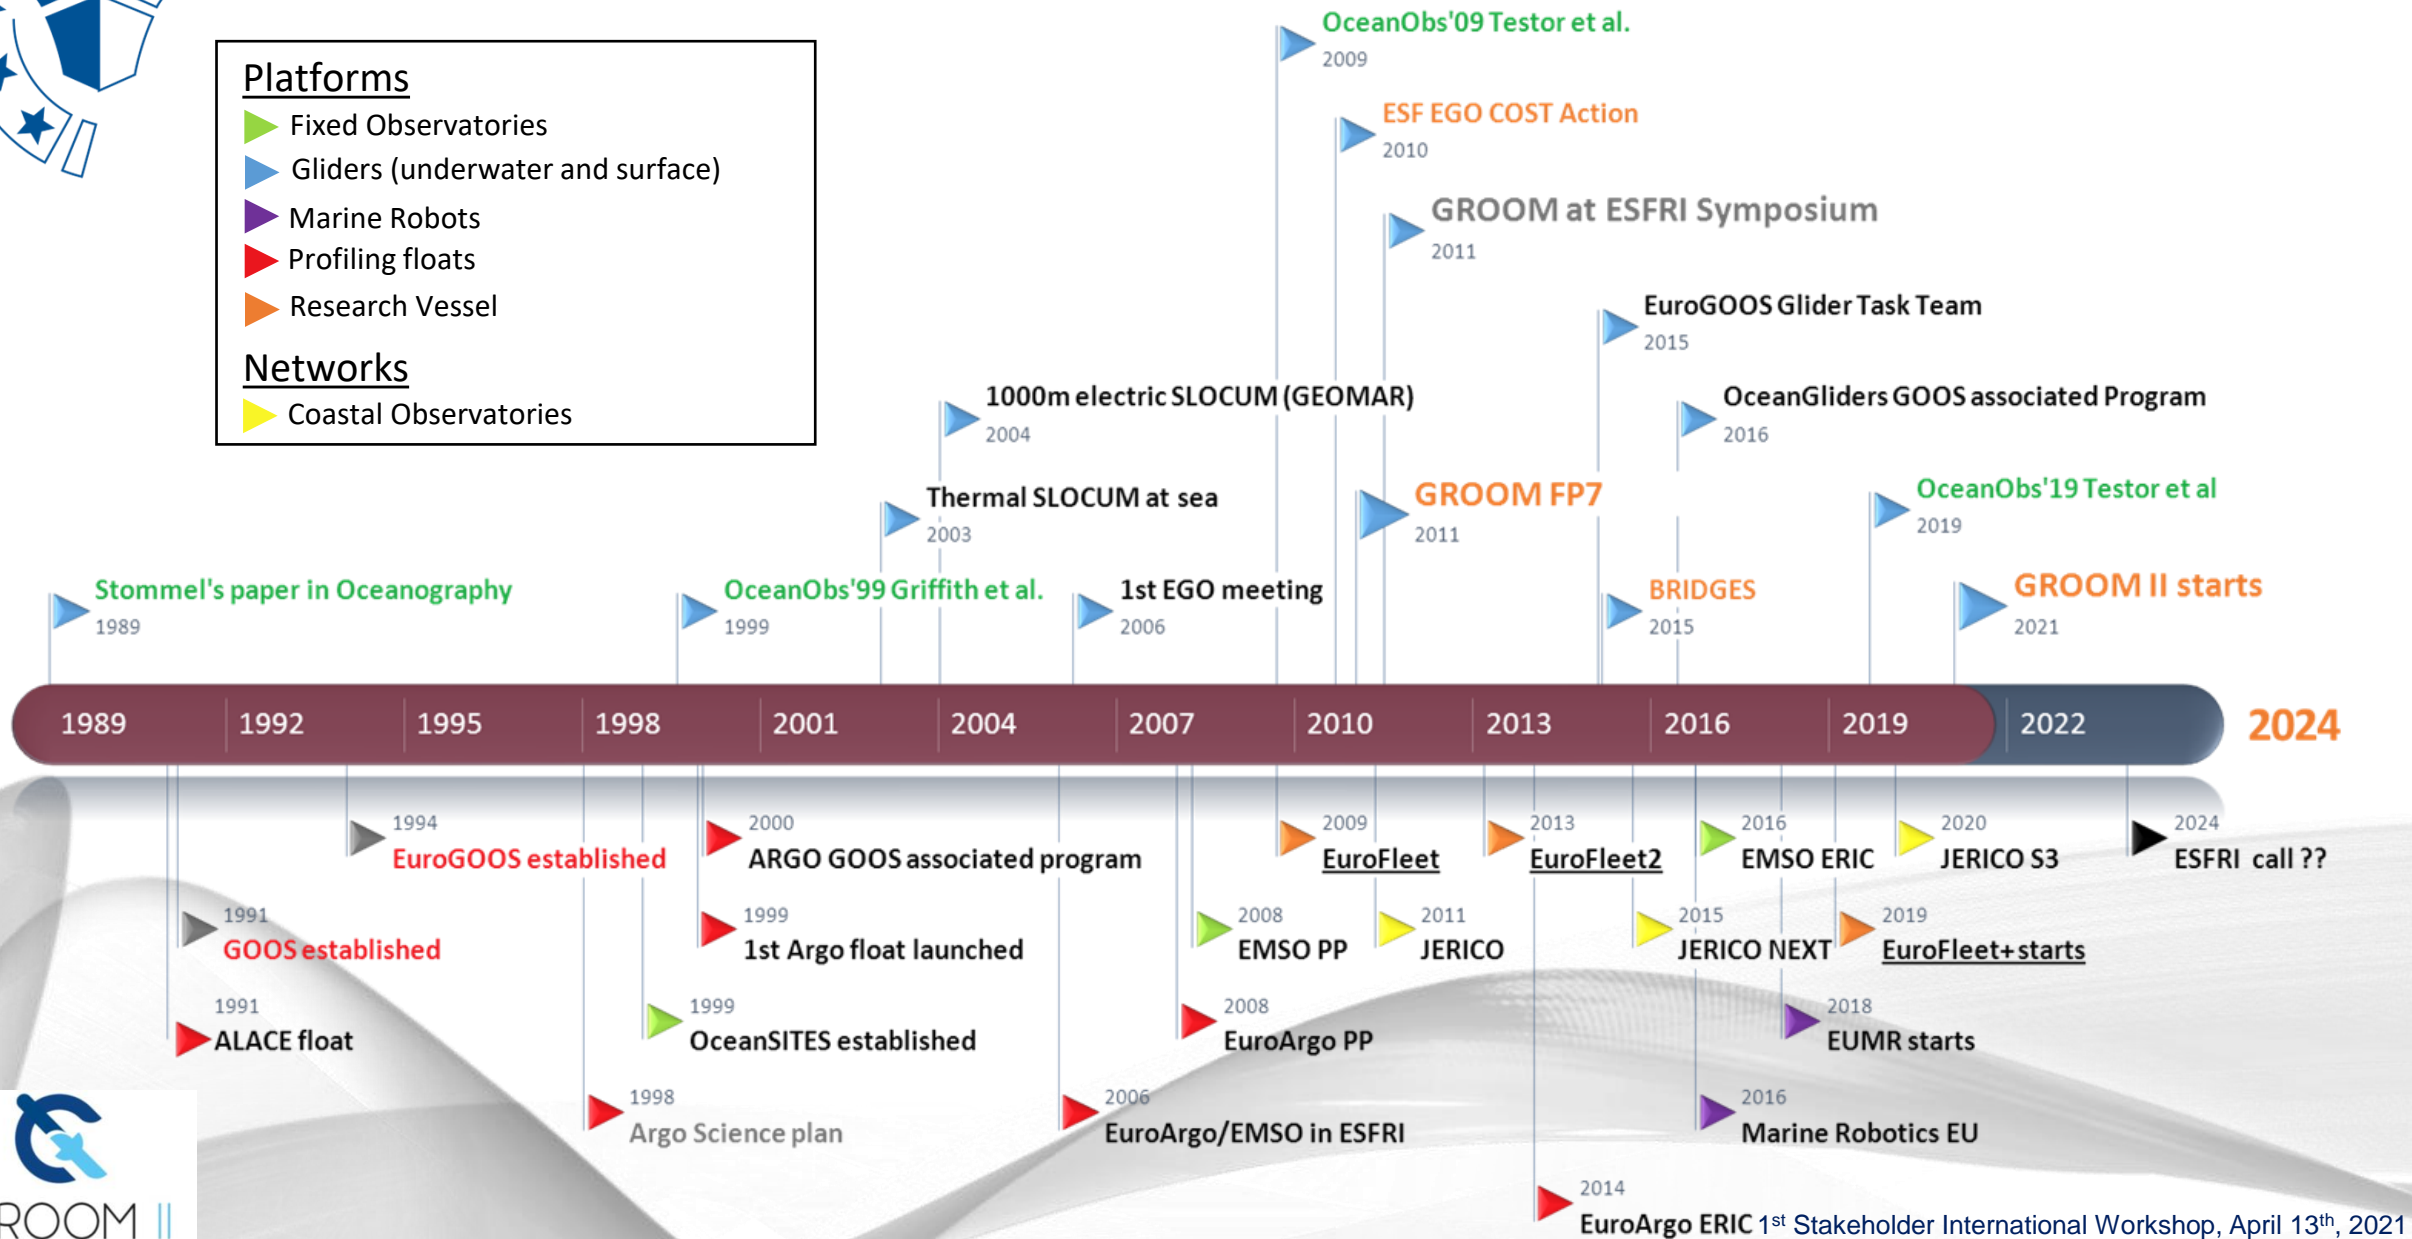 Platforms
Fixed Observatories
Gliders (underwater and surface)
Marine Robots
Profiling floats
Research Vessel
Networks
Coastal Observatories
OceanObs'09 Testor et al.
2009
ESF EGO COST Action
2010
GROOM at ESFRI Symposium
2011
EuroGOOS Glider Task Team
2015
1000m electric SLOCUM (GEOMAR)
2004
OceanGliders GOOS associated Program
2016
Thermal SLOCUM at sea
2003
GROOM FP7
2011
OceanObs'19 Testor et al
2019
Stommel's paper in Oceanography
1989
OceanObs'99 Griffith et al.
1999
1st EGO meeting
2006
BRIDGES
2015
GROOM II starts
2021
1989 1992 1995 1998 2001 2004 2007 2010 2013 2016 2019 2022 2024
1994
EuroGOOS established
2000
ARGO GOOS associated program
2009
EuroFleet
2013
EuroFleet2
2016
EMSO ERIC
2020
JERICO S3
2024
ESFRI call ??
1991
GOOS established
1999
1st Argo float launched
2008
EMSO PP
2011
JERICO
2015
JERICO NEXT
2019
EuroFleet+ starts
1991
ALACE float
1999
OceanSITES established
2008
EuroArgo PP
2018
EUMR starts
1998
Argo Science plan
2006
EuroArgo/EMSO in ESFRI
2016
Marine Robotics EU
2014
EuroArgo ERIC
ROOM II
1st Stakeholder International Workshop, April 13th, 2021